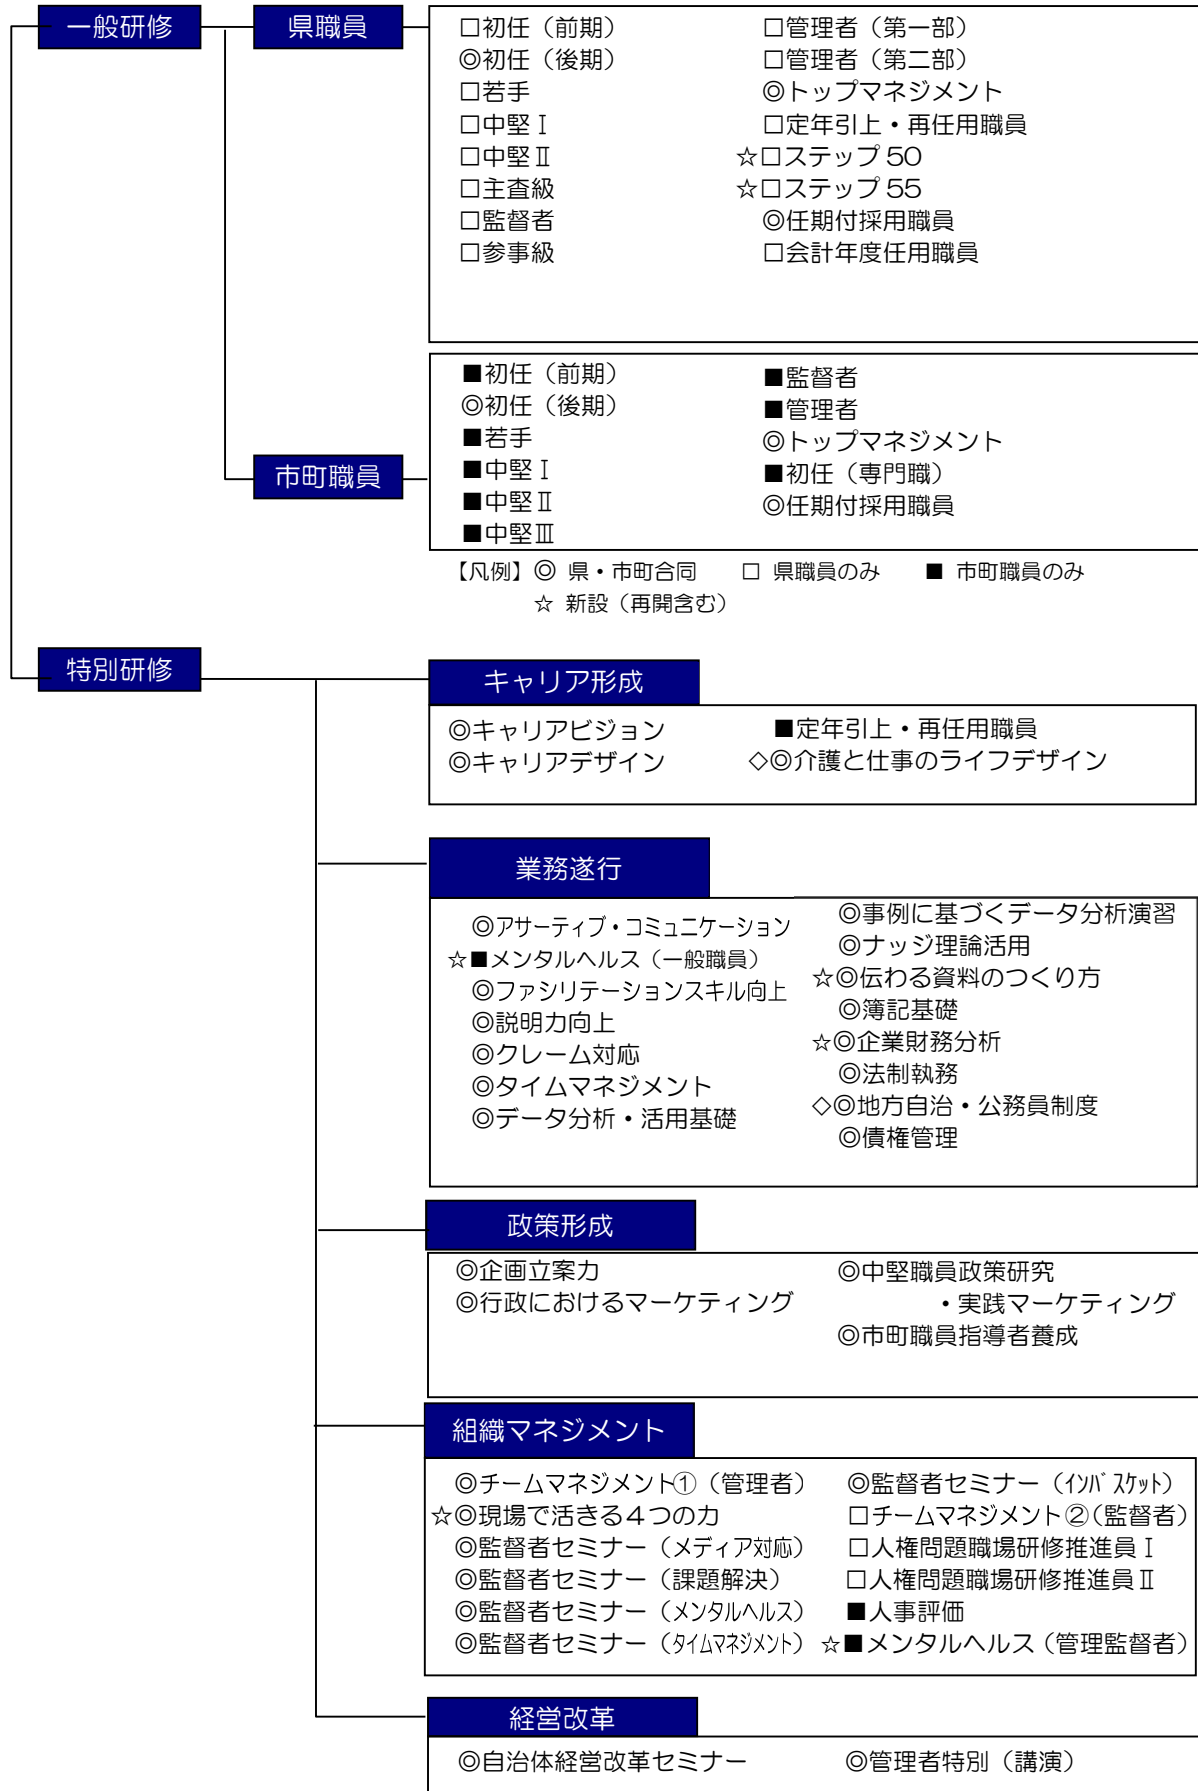 一般研修
県職員
□初任（前期）
◎初任（後期）
□若手
□中堅Ⅰ
□中堅Ⅱ
□主査級
□監督者
□参事級
□管理者（第一部）
□管理者（第二部）
◎トップマネジメント
□定年引上・再任用職員
☆□ステップ50
☆□ステップ55
◎任期付採用職員
□会計年度任用職員
市町職員
■初任（前期）
◎初任（後期）
■若手
■中堅Ⅰ
■中堅Ⅱ
■中堅Ⅲ
■監督者
■管理者
◎トップマネジメント
■初任（専門職）
◎任期付採用職員
【凡例】◎ 県・市町合同　□ 県職員のみ　■ 市町職員のみ
☆ 新設（再開含む）
特別研修
キャリア形成
◎キャリアビジョン
◎キャリアデザイン
■定年引上・再任用職員
◇◎介護と仕事のライフデザイン
業務遂行
◎アサーティブ・コミュニケーション
☆■メンタルヘルス（一般職員）
◎ファシリテーションスキル向上
◎説明力向上
◎クレーム対応
◎タイムマネジメント
◎データ分析・活用基礎
◎事例に基づくデータ分析演習
◎ナッジ理論活用
☆◎伝わる資料のつくり方
◎簿記基礎
☆◎企業財務分析
◎法制執務
◇◎地方自治・公務員制度
◎債権管理
政策形成
◎企画立案力
◎行政におけるマーケティング
◎中堅職員政策研究
・実践マーケティング
◎市町職員指導者養成
組織マネジメント
◎チームマネジメント①（管理者）
☆◎現場で活きる４つの力
◎監督者セミナー（メディア対応）
◎監督者セミナー（課題解決）
◎監督者セミナー（メンタルヘルス）
◎監督者セミナー（タイムマネジメント）
◎監督者セミナー（インバスケット）
□チームマネジメント②（監督者）
□人権問題職場研修推進員Ⅰ
□人権問題職場研修推進員Ⅱ
■人事評価
☆■メンタルヘルス（管理監督者）
経営改革
◎自治体経営改革セミナー
◎管理者特別（講演）